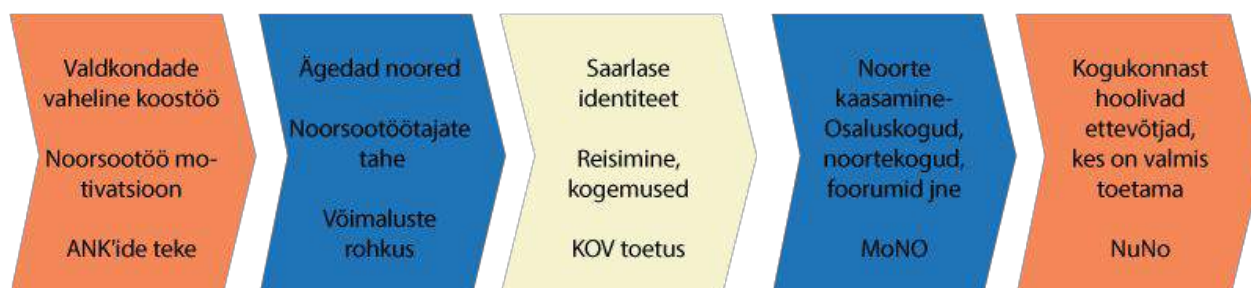 Valdkondade
vaheline koostöö
Noorsootöö mo-
tivatsioon
ANK'ide teke
Ägedad noored
Noorsootöötajate
tahe
Võimaluste
rohkus
Saarlase
identiteet
Reisimine,
kogemused
KOV toetus
Noorte
kaasamine-
Osaluskogud,
noortekogud,
foorumid jne
MoNO
Kogukonnast
hoolivad
ettevõtjad,
kes on valmis
toetama
NuNo